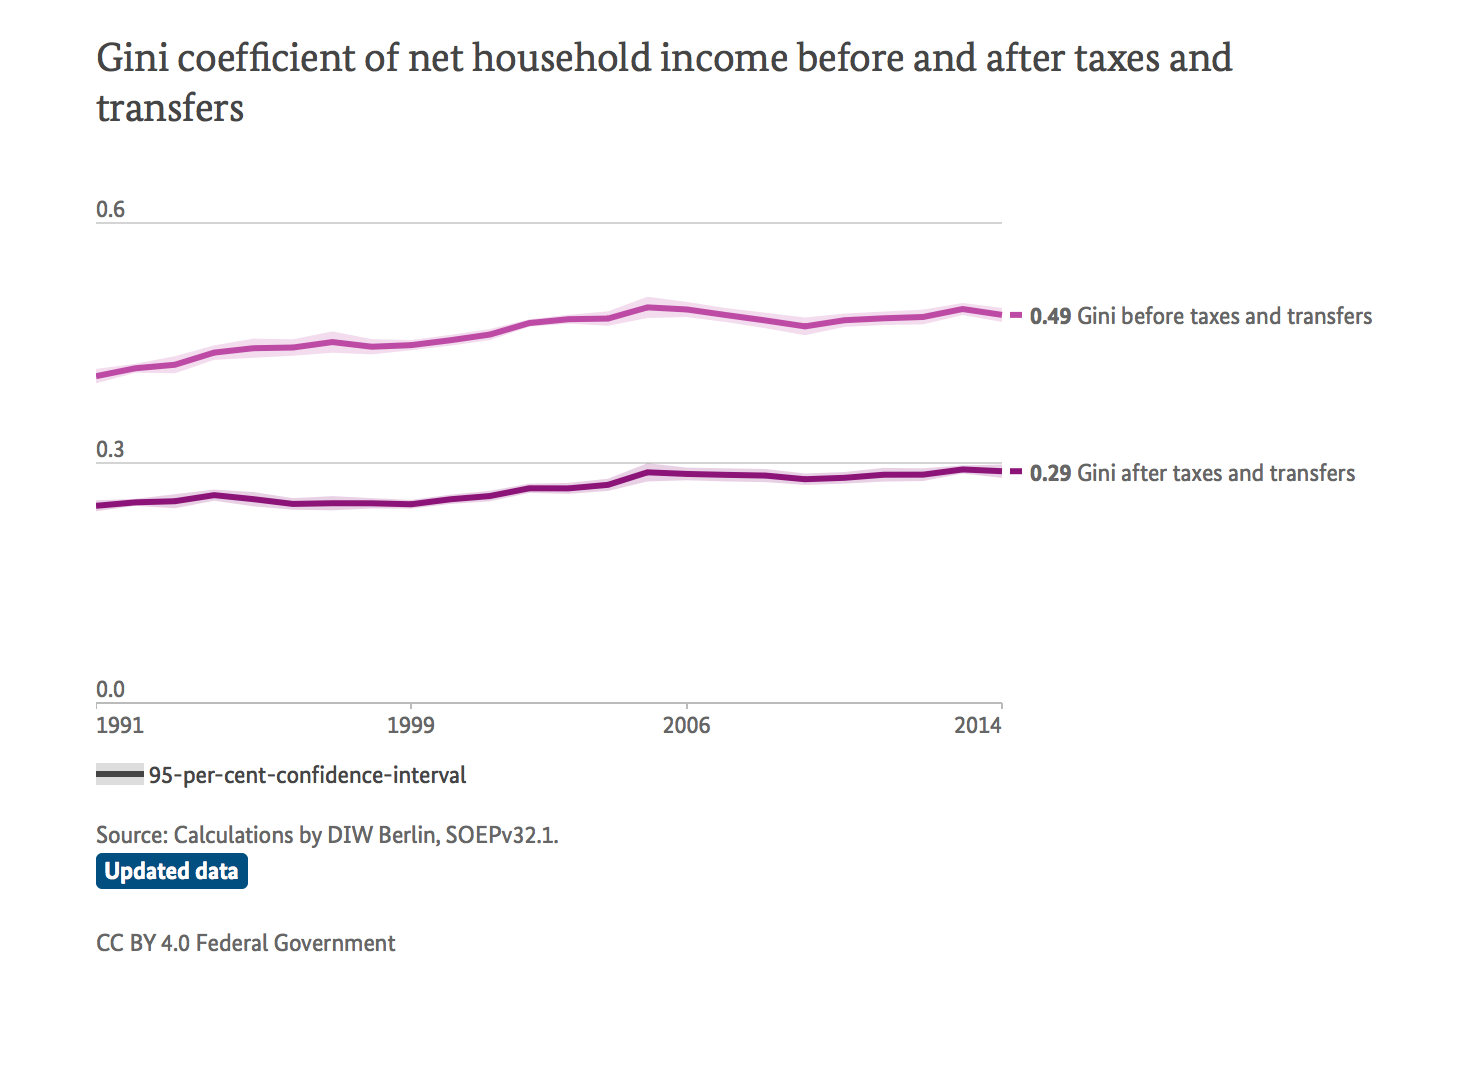 Gini coefficient of net household income before and after taxes and
transfers
0.6
0.49 Gini before taxes and transfers
0.3
0.29 Gini after taxes and transfers
0.0
1991 1999 2006 2014
95-per-cent-confidence-interval
Source: Calculations by DIW Berlin, SOEPv32.1.
Updated data
CC BY 4.0 Federal Government